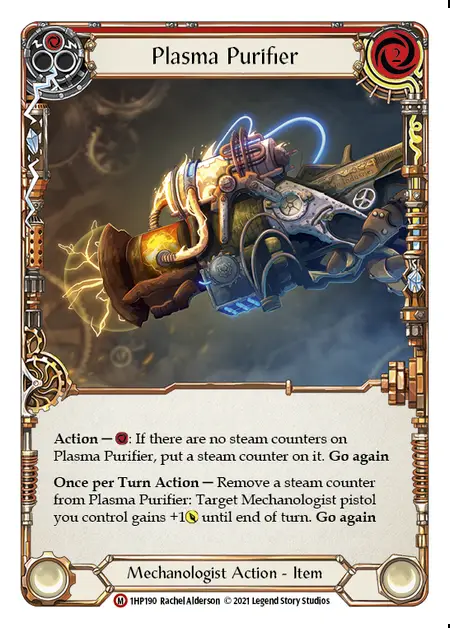 Plasma Purifier
2
Action — : If there are no steam counters on
Plasma Purifier, put a steam counter on it. Go again
Once per Turn Action — Remove a steam counter
from Plasma Purifier: Target Mechanologist pistol
you control gains +1 until end of turn. Go again
Mechanologist Action - Item
M 1HP190 Rachel Alderson © 2021 Legend Story Studios